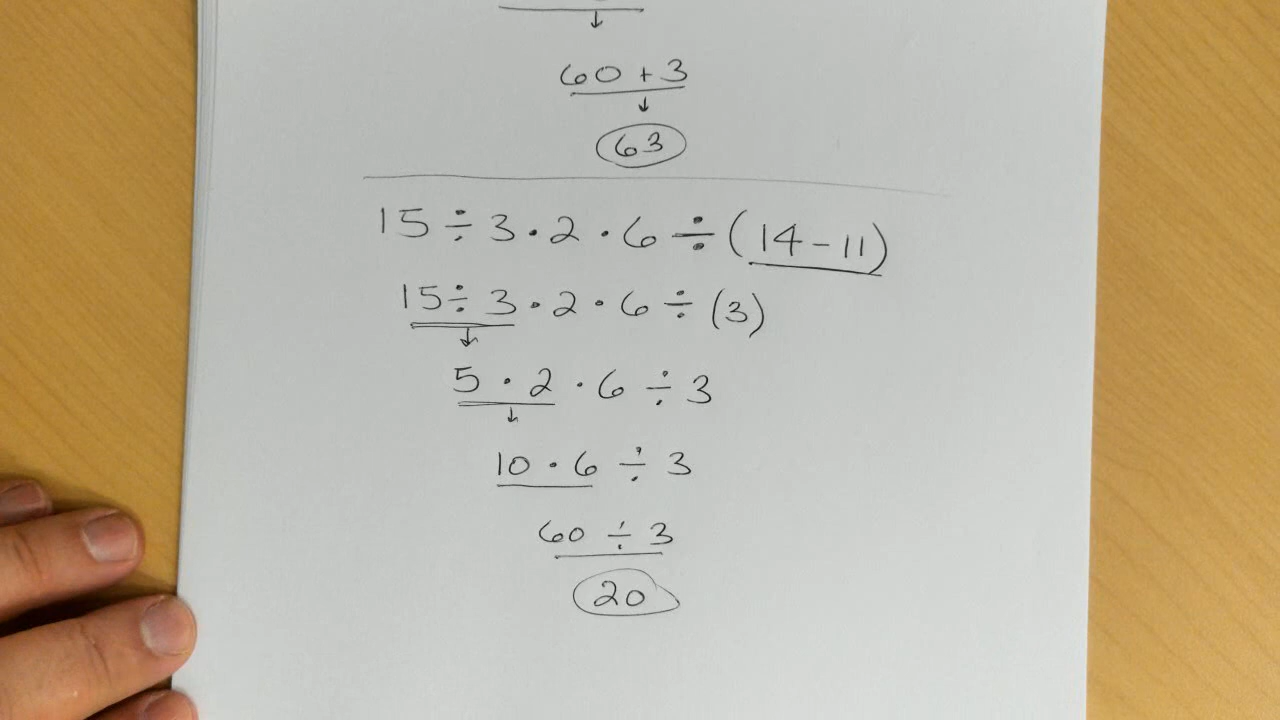 60 + 3
63
15 ÷ 3 · 2 · 6 ÷ (14 - 11)
15 ÷ 3 · 2 · 6 ÷ (3)
5 · 2 · 6 ÷ 3
10 · 6 ÷ 3
60 ÷ 3
20